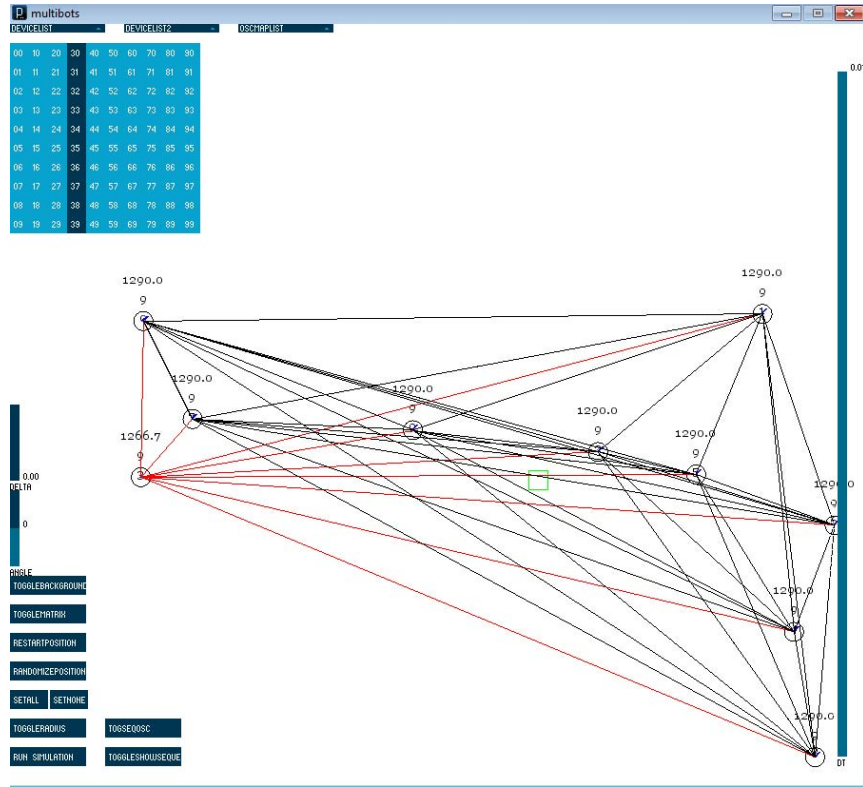 multibots
DEVICELIST DEVICELIST2 OSCMAPLIST
00 10 20 30 40 50 60 70 80 90
01 11 21 31 41 51 61 71 81 91
02 12 22 32 42 52 62 72 82 92
03 13 23 33 43 53 63 73 83 93
04 14 24 34 44 54 64 74 84 94
05 15 25 35 45 55 65 75 85 95
06 16 26 36 46 56 66 76 86 96
07 17 27 37 47 57 67 77 87 97
08 18 28 38 48 58 68 78 88 98
09 19 29 39 49 59 69 79 89 99
1290.0
9
1290.0
9
1290.0
9
1290.0
9
1290.0
9
1290.0
9
1266.7
9
9
1290.0
9
1290.0
0.00
DELTA
0
ANGLE
TOGGLEBACKGROUND
TOGGLEMATRIX
RESTARTPOSITION
RANDOMIZEPOSITION
SETALL SETNONE
TOGGLERADIUS TOGSEQOSC
RUN SIMULATION TOGGLESHOWSEQUE
DT